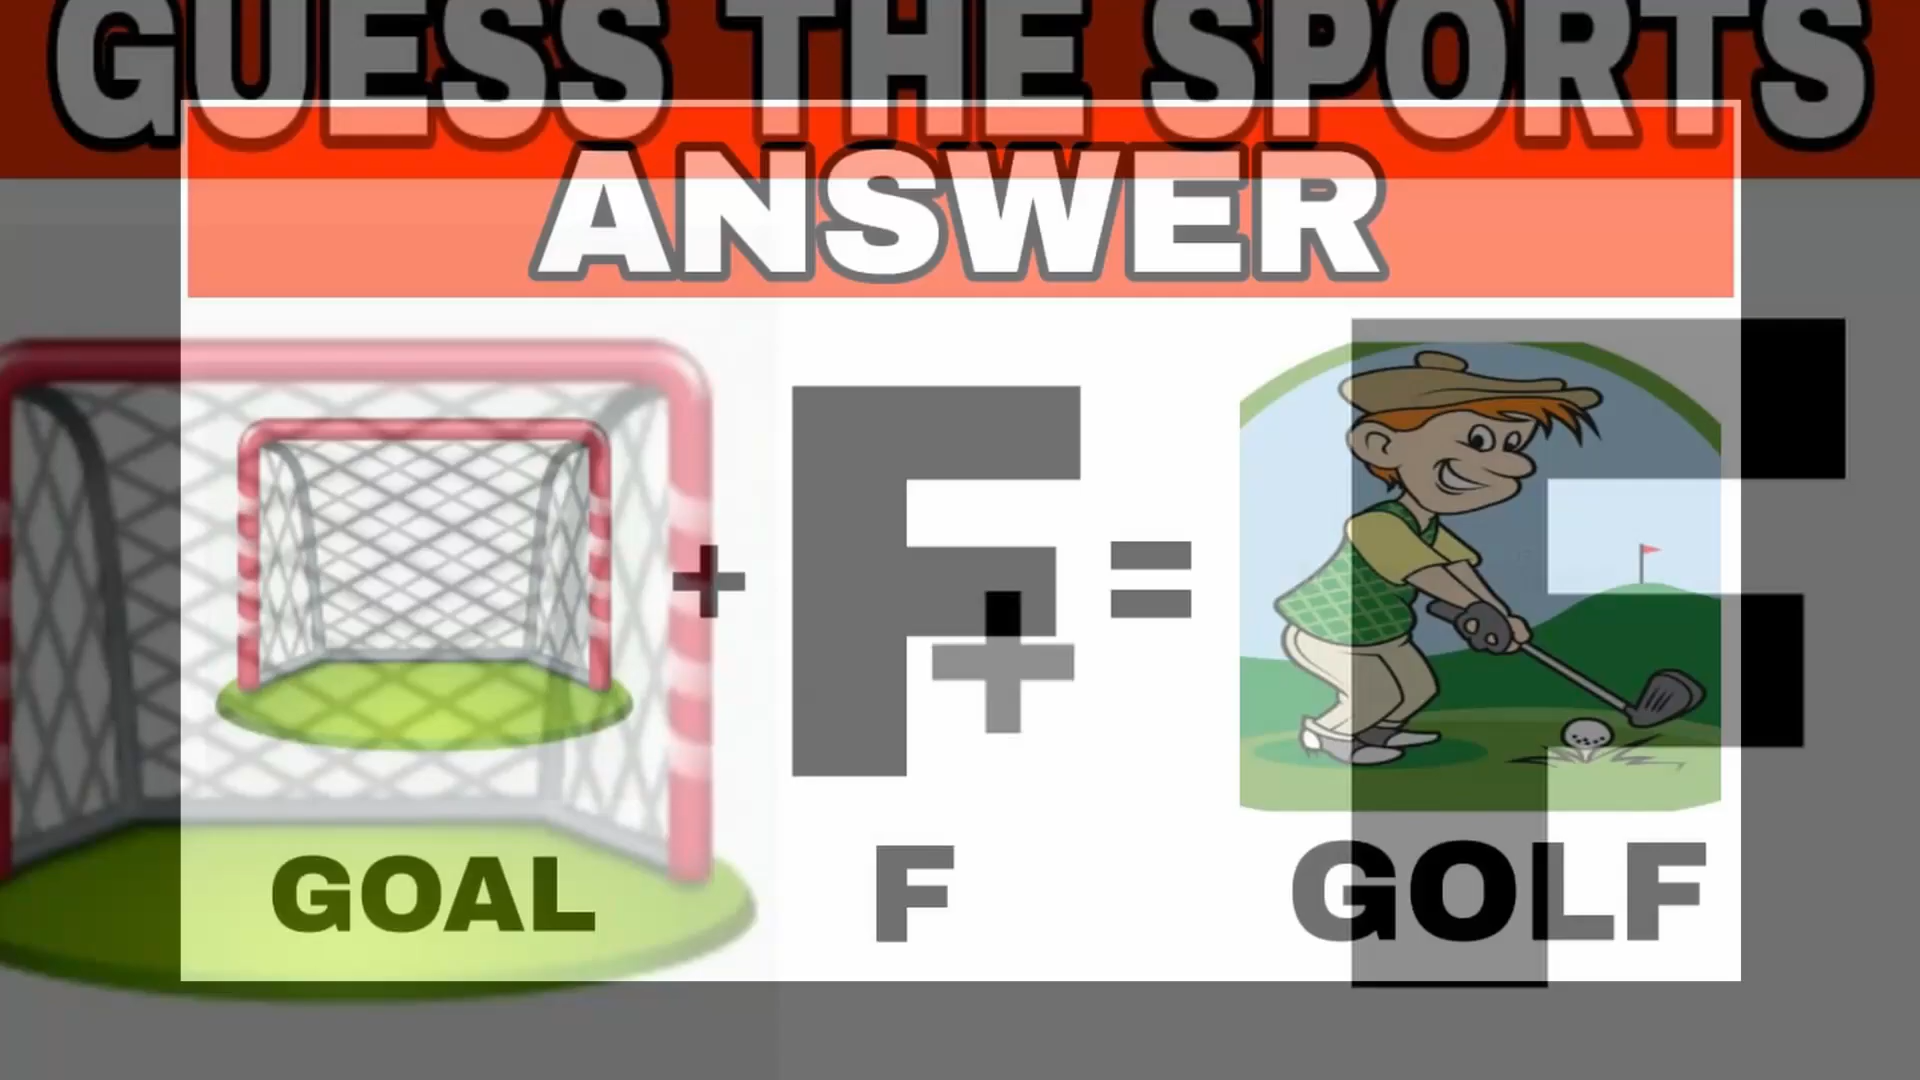 GUESS THE SPORTS
ANSWER
+ F =
+ F
GOAL F GOLF